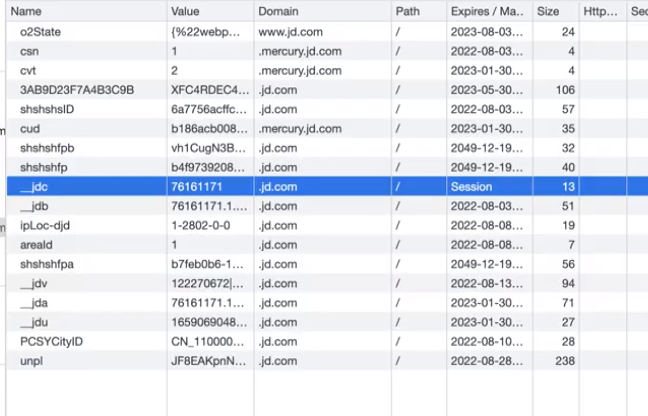 Name Value Domain Path Expires / Ma... Size Http... Sec
o2State {%22webp... www.jd.com / 2023-08-03... 24
csn 1 .mercury.jd.com / 2022-08-03... 4
cvt 2 .mercury.jd.com / 2023-01-30... 4
3AB9D23F7A4B3C9B XFC4RDEC4... .jd.com / 2023-05-30... 106
shshshsID 6a7756acffc... .jd.com / 2022-08-03... 57
cud b186acb008... .mercury.jd.com / 2023-01-30... 35
shshshfpb vh1CugN3B... .jd.com / 2049-12-19... 32
shshshfp b4f9739208... .jd.com / 2049-12-19... 40
__jdc 76161171 .jd.com / Session 13
__jdb 76161171.1.... .jd.com / 2022-08-03... 51
ipLoc-djd 1-2802-0-0 .jd.com / 2022-08-08... 19
areaId 1 .jd.com / 2022-08-08... 7
shshshfpa b7feb0b6-1... .jd.com / 2049-12-19... 56
__jdv 122270672|... .jd.com / 2022-08-13... 94
__jda 76161171.1... .jd.com / 2023-01-30... 71
__jdu 1659069048... .jd.com / 2023-01-30... 27
PCSYCityID CN_110000... .jd.com / 2022-08-10... 28
unpl JF8EAKpnN... .jd.com / 2022-08-28... 238